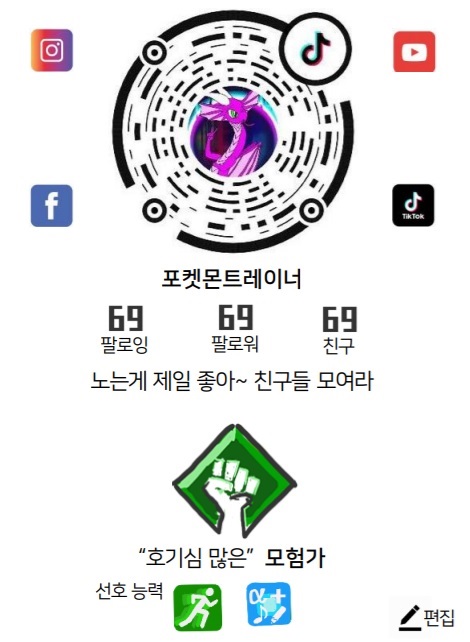 TikTok
포켓몬트레이너
69 69 69
팔로잉 팔로워 친구
노는게 제일 좋아~ 친구들 모여라
“호기심 많은” 모험가
선호 능력
α+
편집